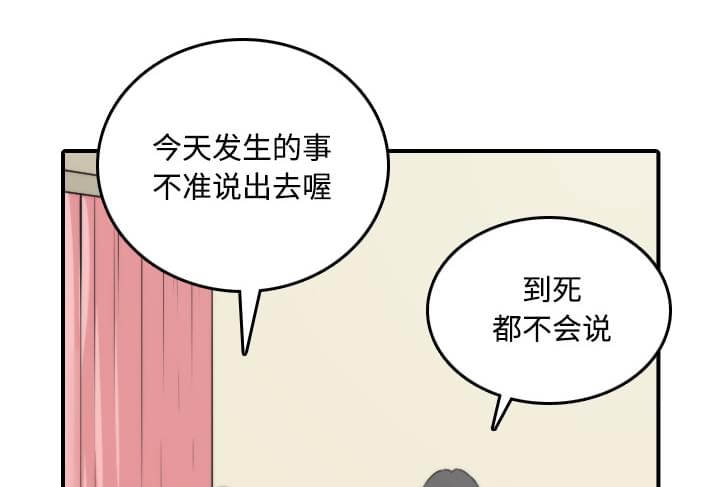 今天发生的事
不准说出去喔
到死
都不会说